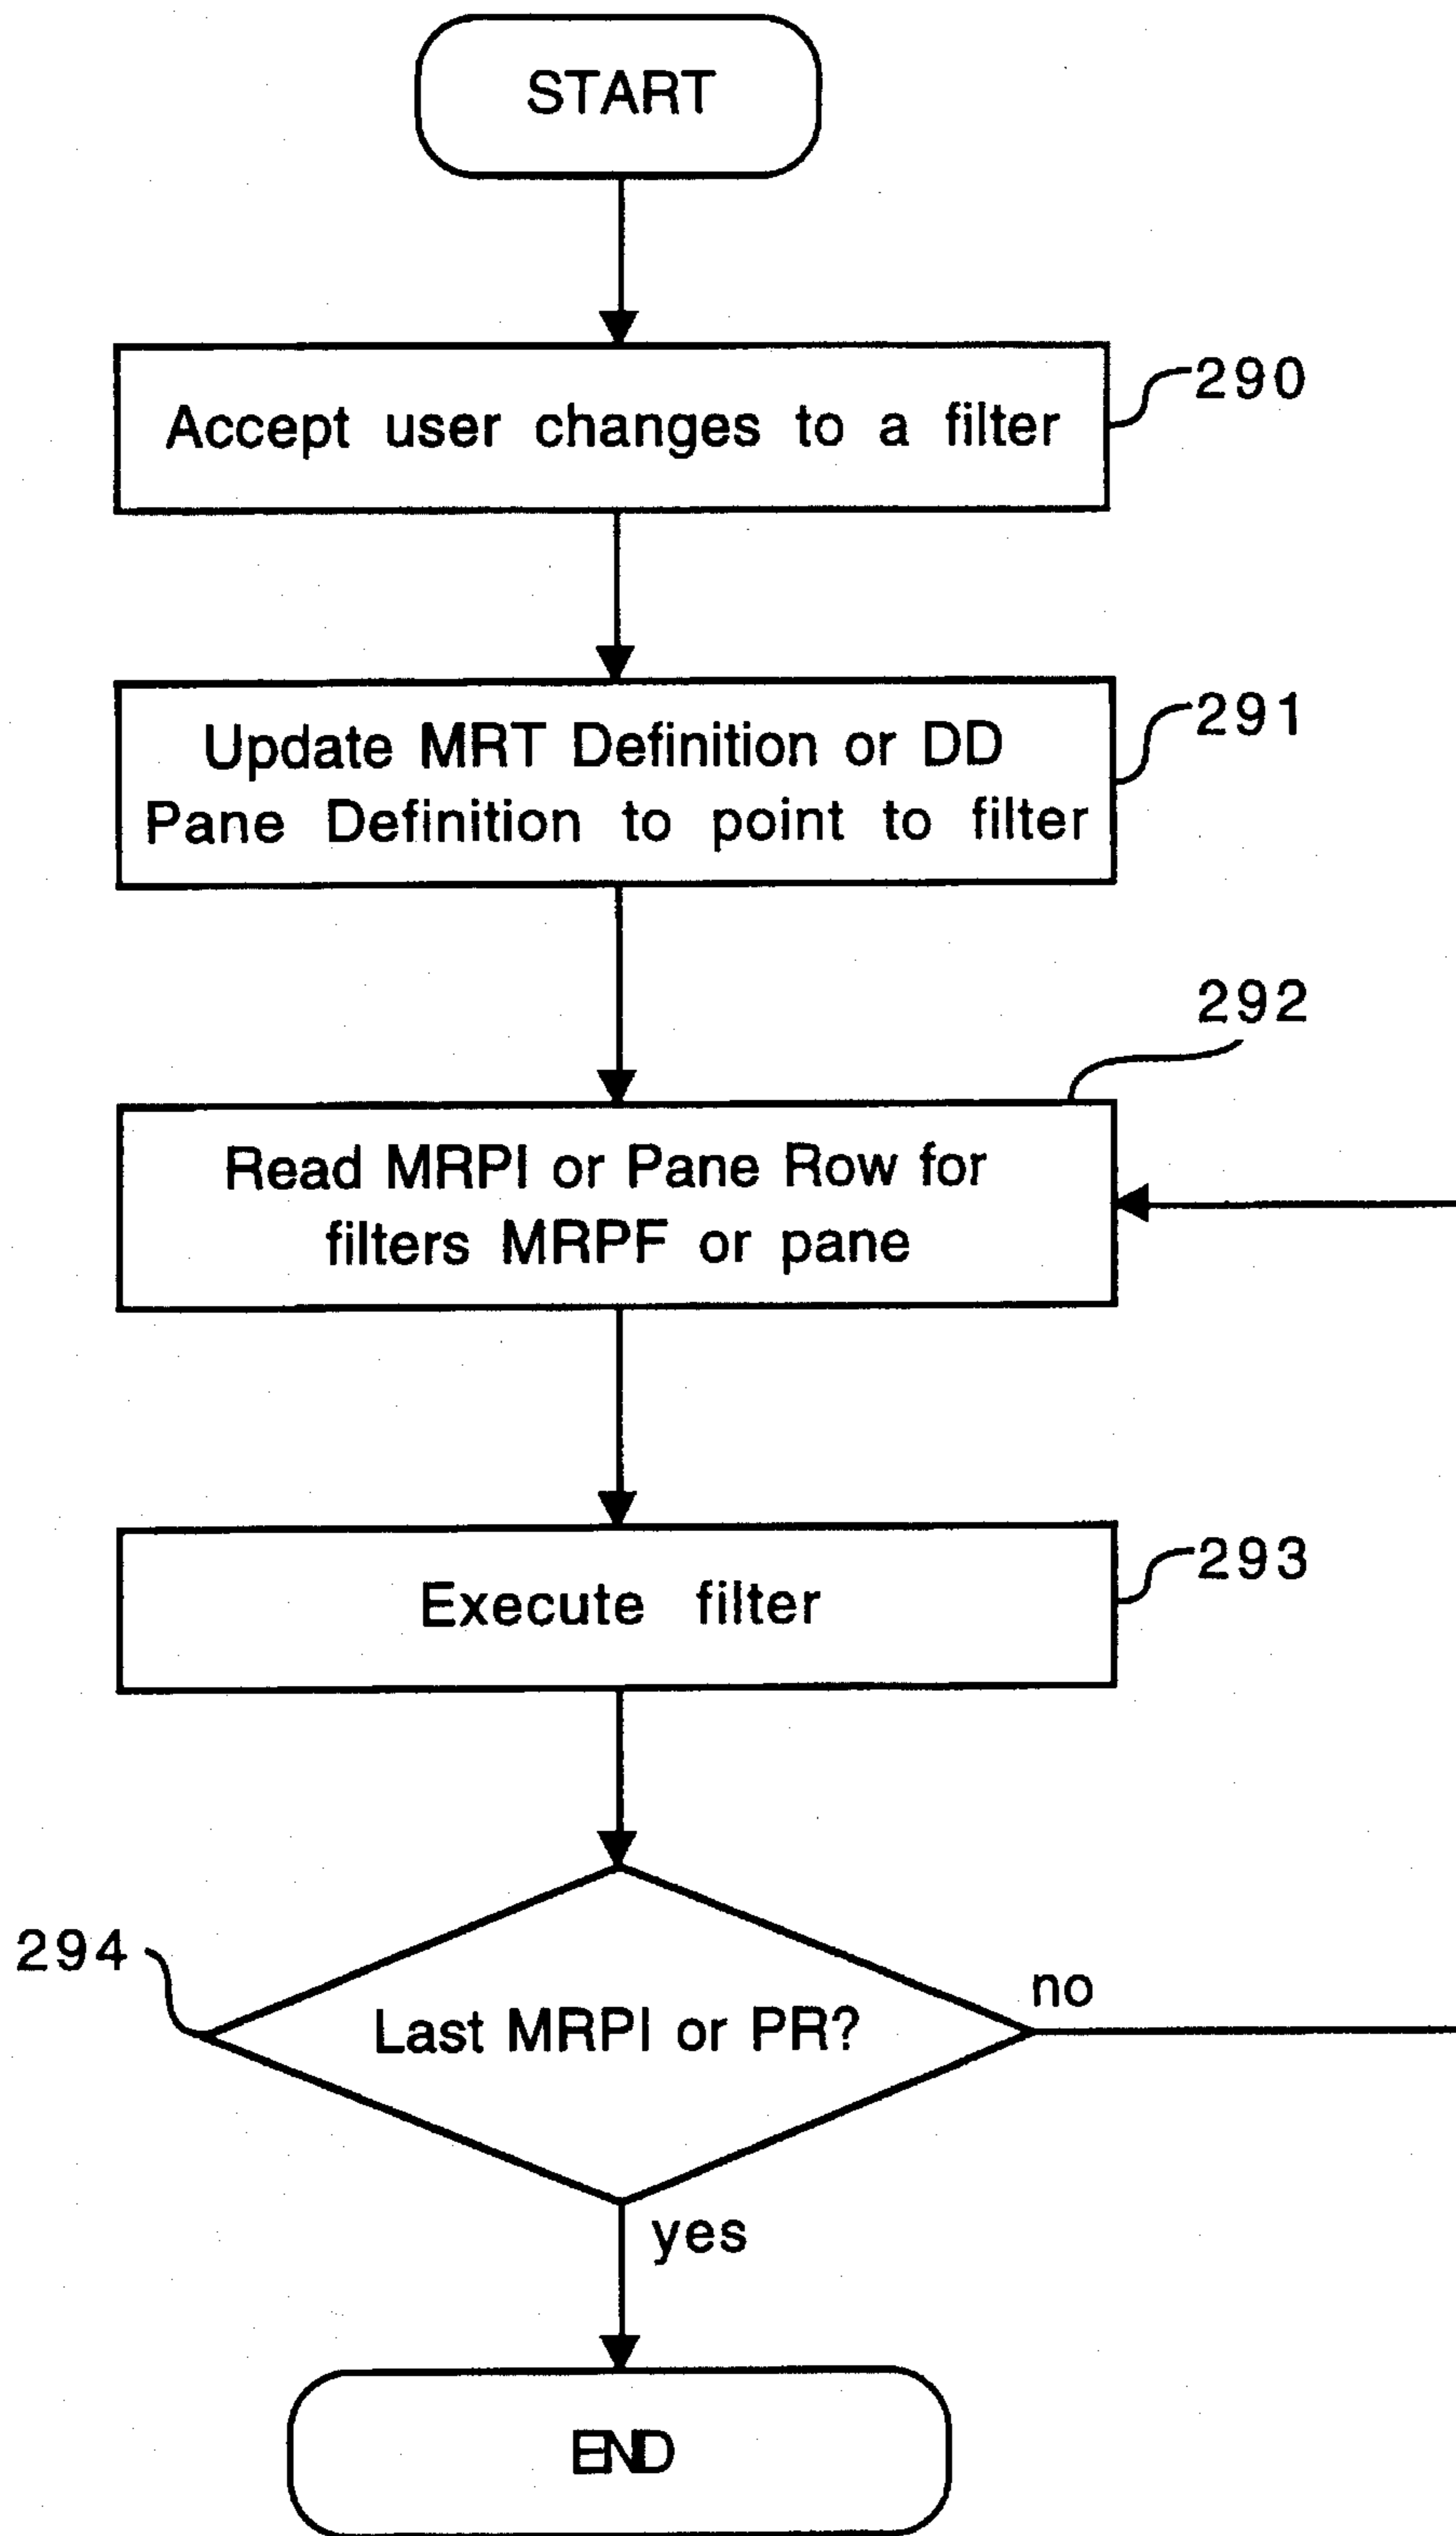 START
Accept user changes to a filter
290
Update MRT Definition or DD
Pane Definition to point to filter
291
292
Read MRPI or Pane Row for
filters MRPF or pane
Execute filter
293
294
Last MRPI or PR?
no
yes
END